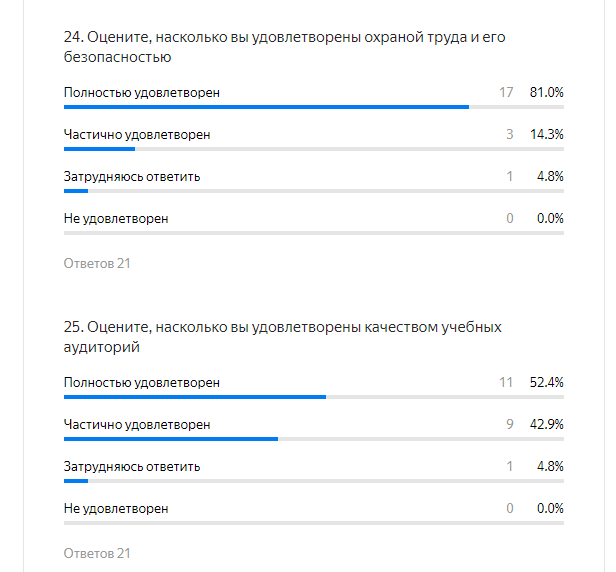 24. Оцените, насколько вы удовлетворены охраной труда и его
безопасностью
Полностью удовлетворен 17 81.0%
Частично удовлетворен 3 14.3%
Затрудняюсь ответить 1 4.8%
Не удовлетворен 0 0.0%
Ответов 21
25. Оцените, насколько вы удовлетворены качеством учебных
аудиторий
Полностью удовлетворен 11 52.4%
Частично удовлетворен 9 42.9%
Затрудняюсь ответить 1 4.8%
Не удовлетворен 0 0.0%
Ответов 21